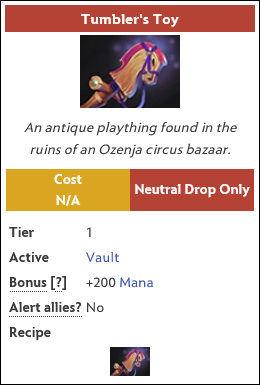 Tumbler's Toy
An antique plaything found in the
ruins of an Ozenja circus bazaar.
Cost
N/A
Neutral Drop Only
Tier 1
Active Vault
Bonus [?] +200 Mana
Alert allies? No
Recipe